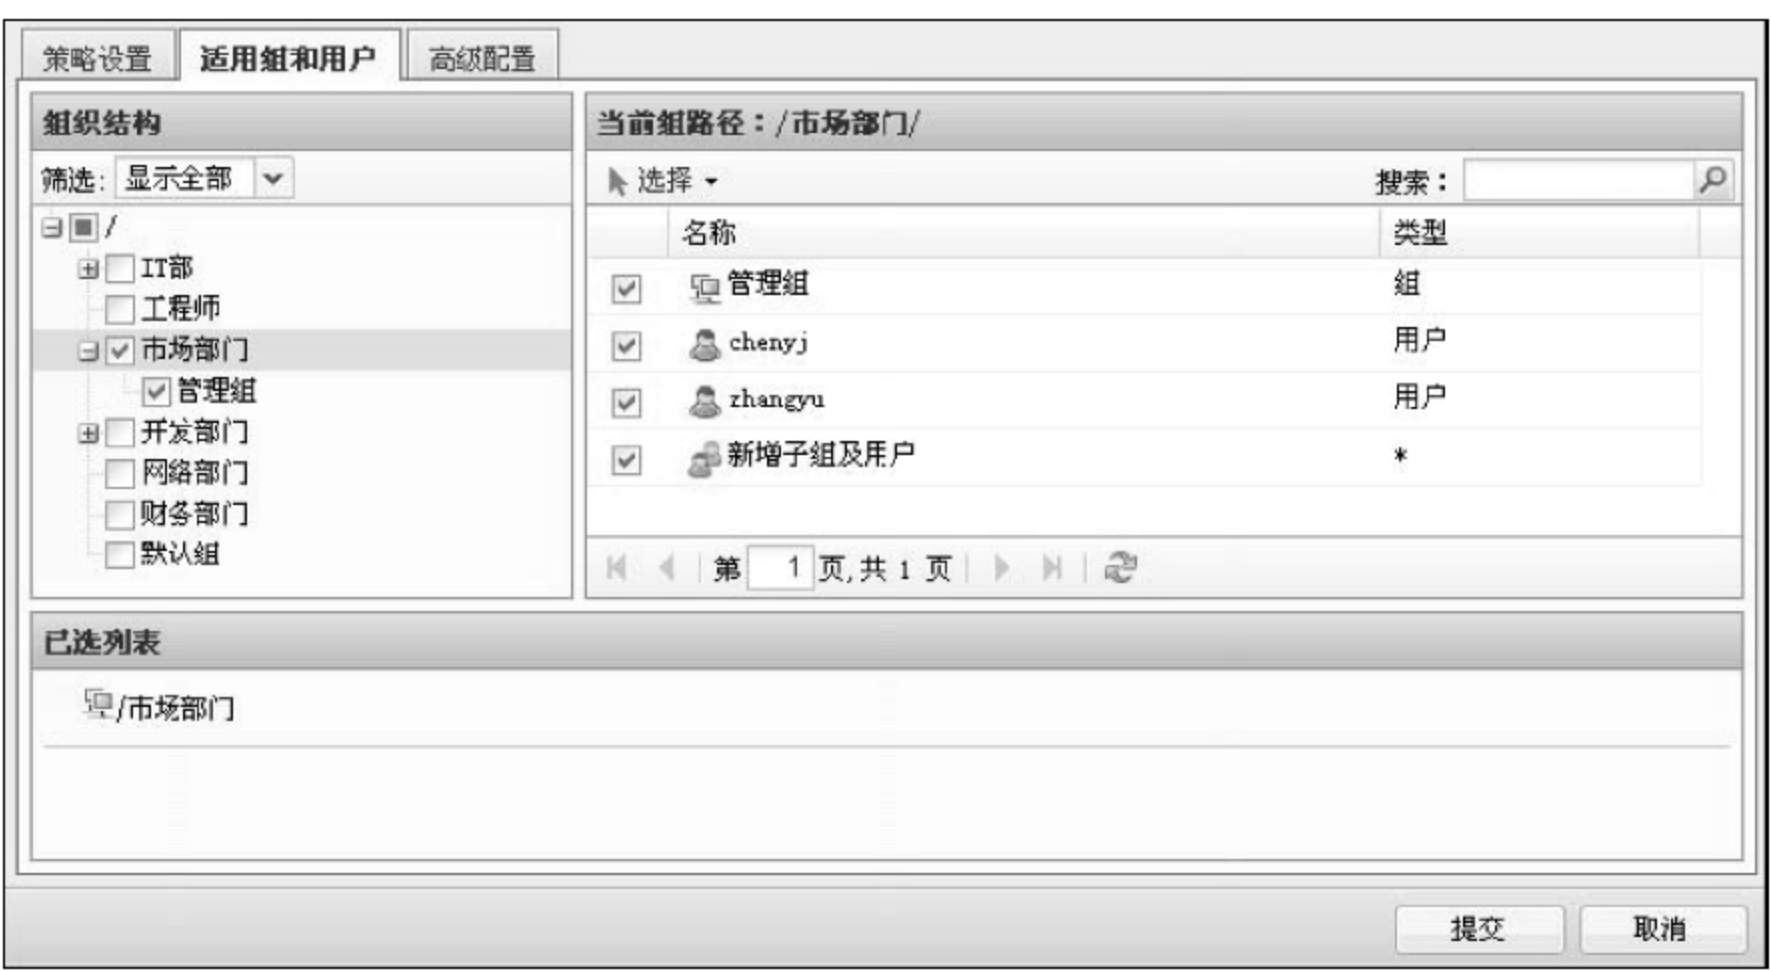 策略设置 适用组和用户 高级配置
组织结构
筛选: 显示全部
/
IT部
工程师
市场部门
管理组
开发部门
网络部门
财务部门
默认组
当前组路径：/市场部门/
选择 搜索：
名称 类型
管理组 组
chenyj 用户
zhangyu 用户
新增子组及用户 *
第 1 页,共 1 页
已选列表
/市场部门
提交 取消